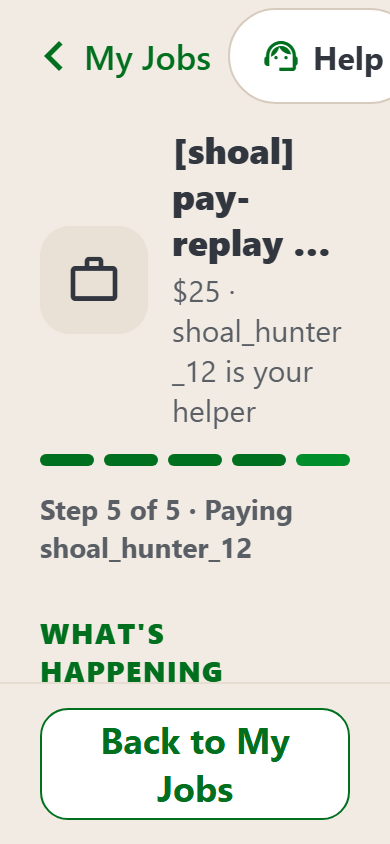 My Jobs
Help
[shoal]
pay-
replay ...
$25 ·
shoal_hunter
_12 is your
helper
Step 5 of 5 · Paying
shoal_hunter_12
WHAT'S
HAPPENING
Back to My
Jobs